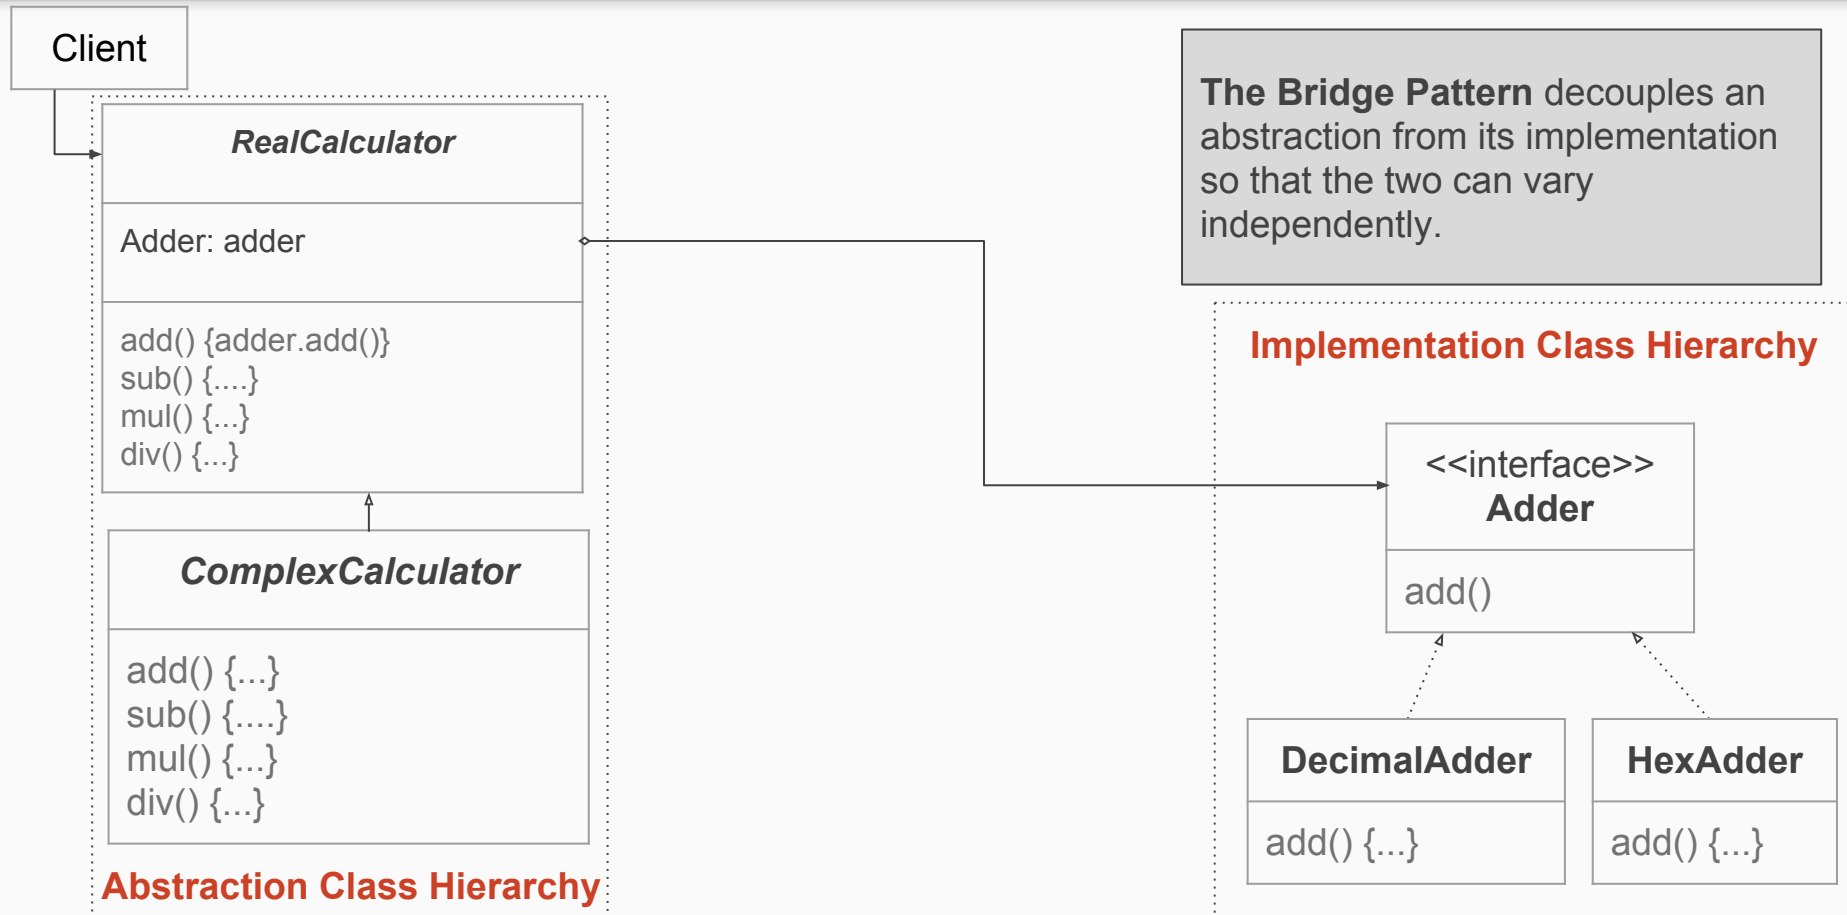 Client
RealCalculator
Adder: adder
add() {adder.add()}
sub() {....}
mul() {...}
div() {...}
ComplexCalculator
add() {...}
sub() {....}
mul() {...}
div() {...}
Abstraction Class Hierarchy
The Bridge Pattern decouples an
abstraction from its implementation
so that the two can vary
independently.
Implementation Class Hierarchy
<<interface>>
Adder
add()
DecimalAdder
add() {...}
HexAdder
add() {...}